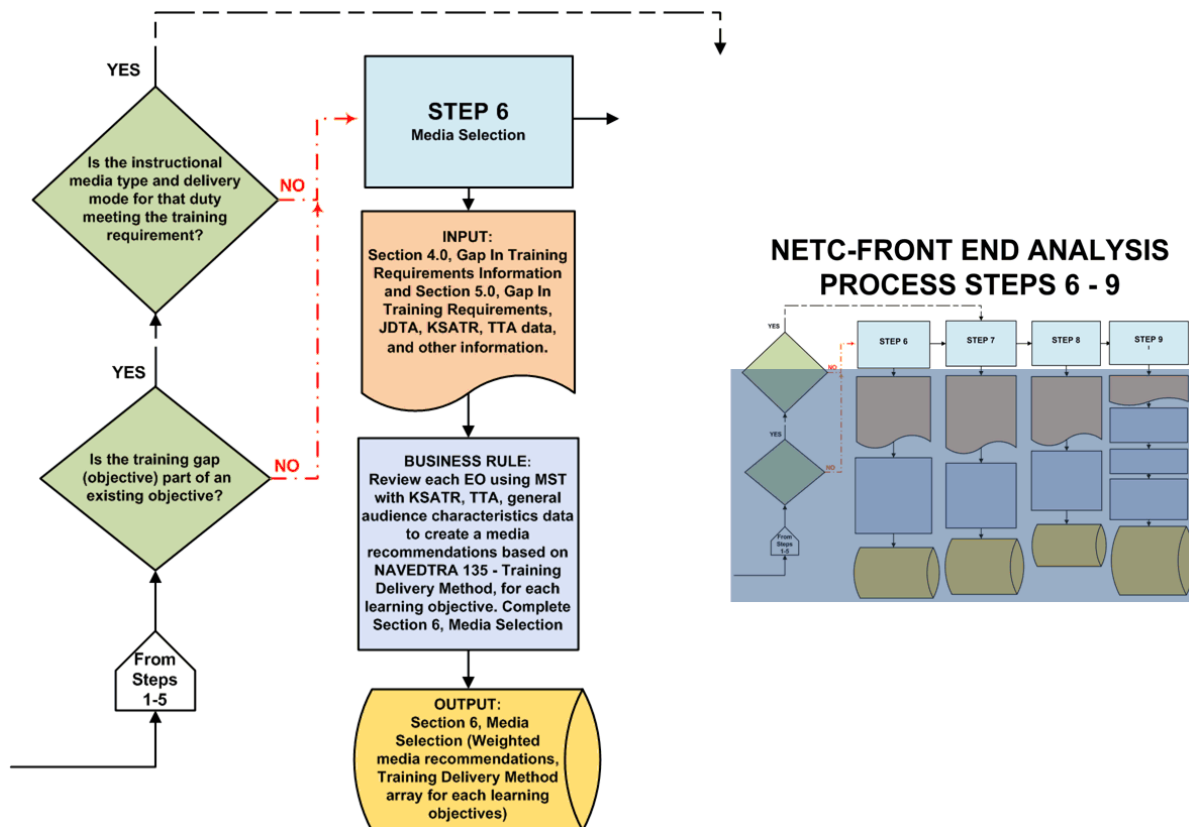 YES
Is the instructional
media type and delivery
mode for that duty
meeting the training
requirement?
NO
YES
Is the training gap
(objective) part of an
existing objective?
NO
From
Steps
1-5
STEP 6
Media Selection
INPUT:
Section 4.0, Gap In Training
Requirements Information
and Section 5.0, Gap In
Training Requirements,
JDTA, KSATR, TTA data,
and other information.
BUSINESS RULE:
Review each EO using MST
with KSATR, TTA, general
audience characteristics data
to create a media
recommendations based on
NAVEDTRA 135 - Training
Delivery Method, for each
learning objective. Complete
Section 6, Media Selection
OUTPUT:
Section 6, Media
Selection (Weighted
media recommendations,
Training Delivery Method
array for each learning
objectives)
NETC-FRONT END ANALYSIS
PROCESS STEPS 6 - 9
YES
NO
YES
NO
From
Steps
1-5
STEP 6
STEP 7
STEP 8
STEP 9